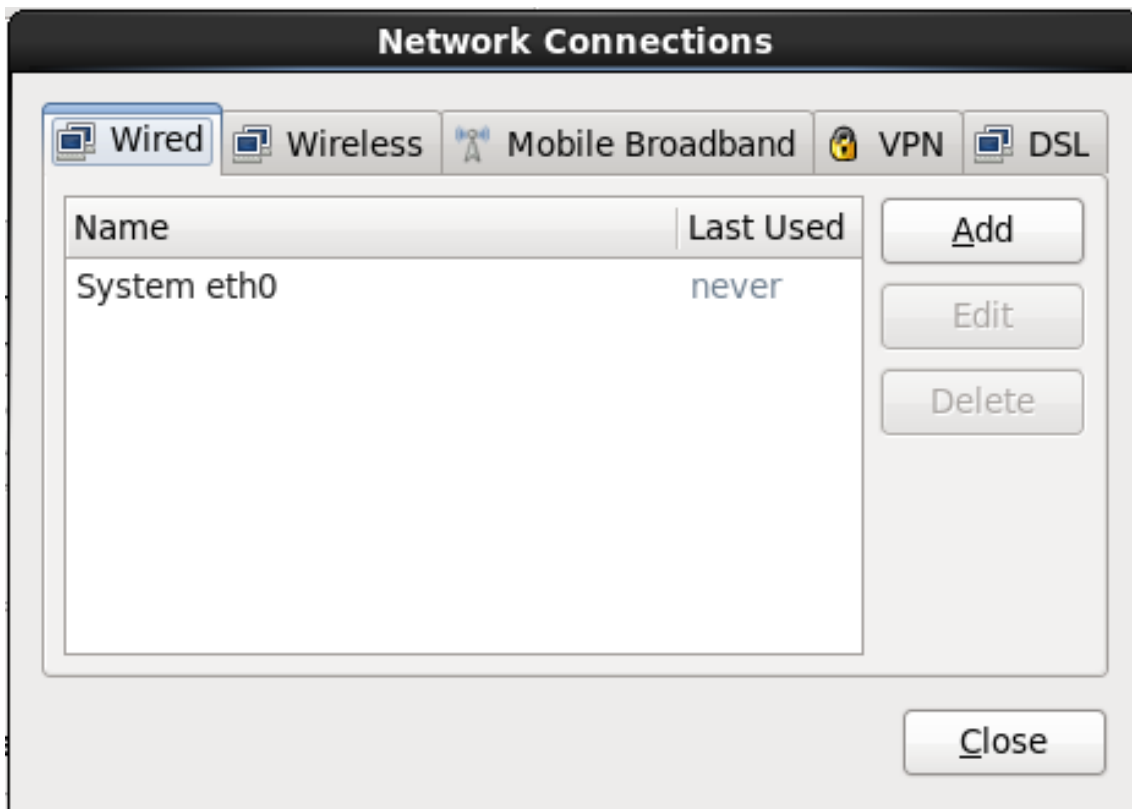 Network Connections
Wired Wireless Mobile Broadband VPN DSL
Name Last Used Add
System eth0 never
Edit
Delete
Close